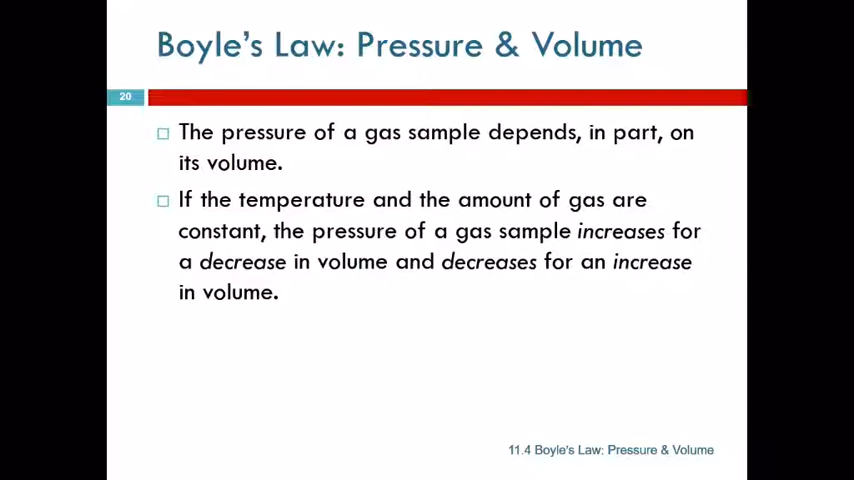 Boyle’s Law: Pressure & Volume
20
The pressure of a gas sample depends, in part, on
its volume.
If the temperature and the amount of gas are
constant, the pressure of a gas sample increases for
a decrease in volume and decreases for an increase
in volume.
11.4 Boyle's Law: Pressure & Volume